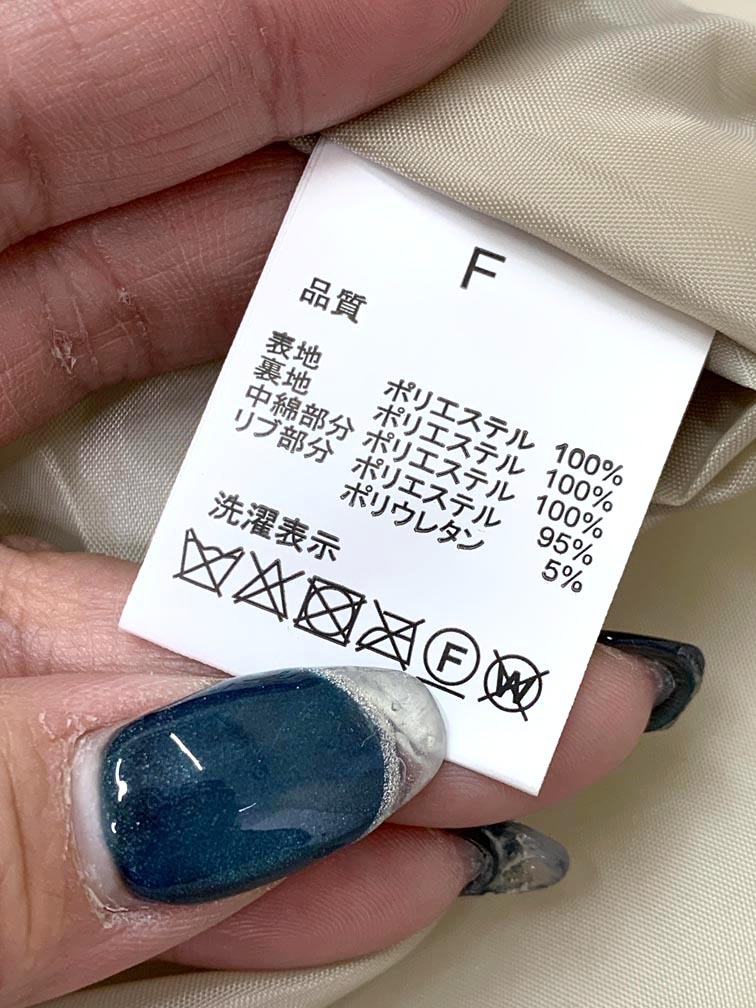 F
品質
表地 ポリエステル 100%
裏地 ポリエステル 100%
中綿部分 ポリエステル 100%
リブ部分 ポリエステル 95%
ポリウレタン 5%
洗濯表示
F W